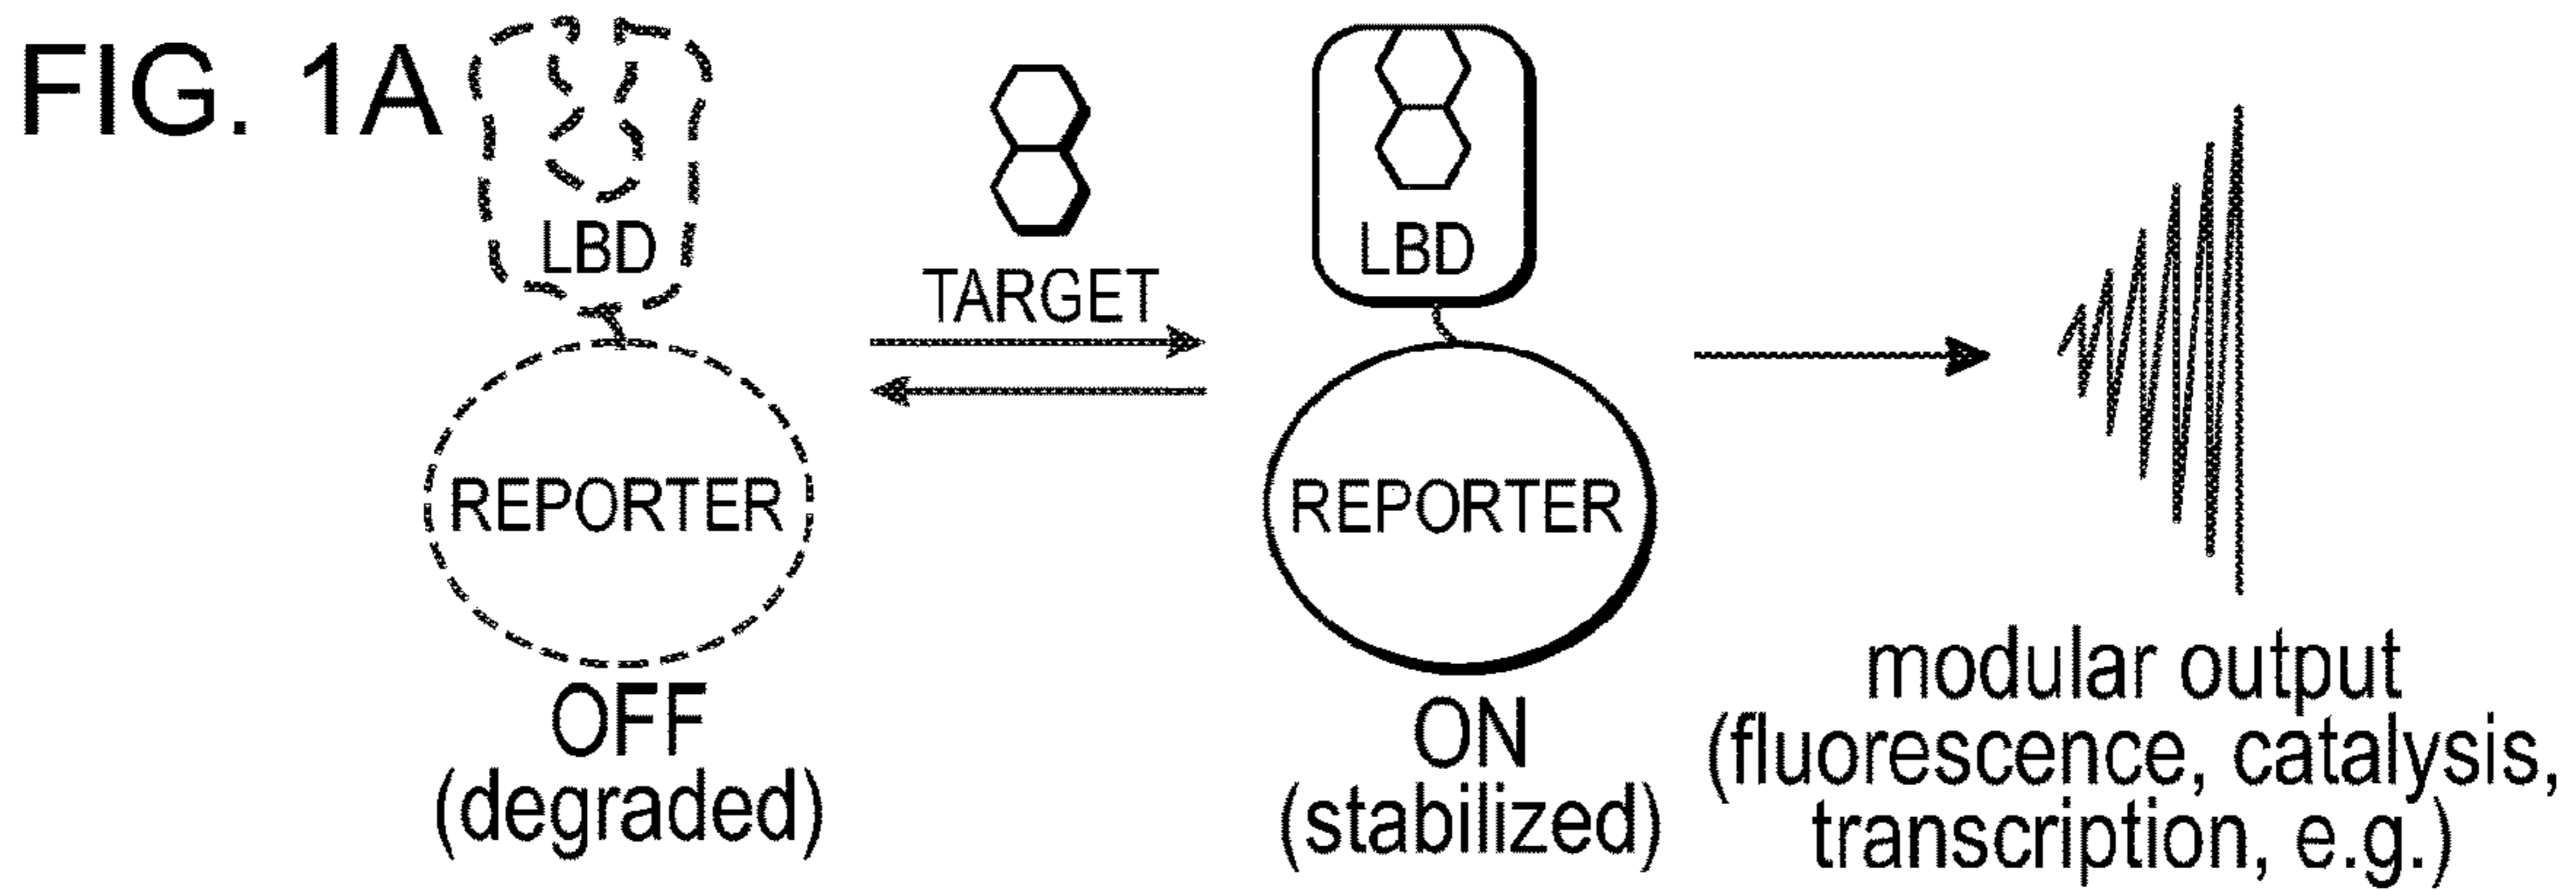 FIG. 1A
LBD
REPORTER
OFF
(degraded)
TARGET
LBD
REPORTER
ON
(stabilized)
modular output
(fluorescence, catalysis,
transcription, e.g.)